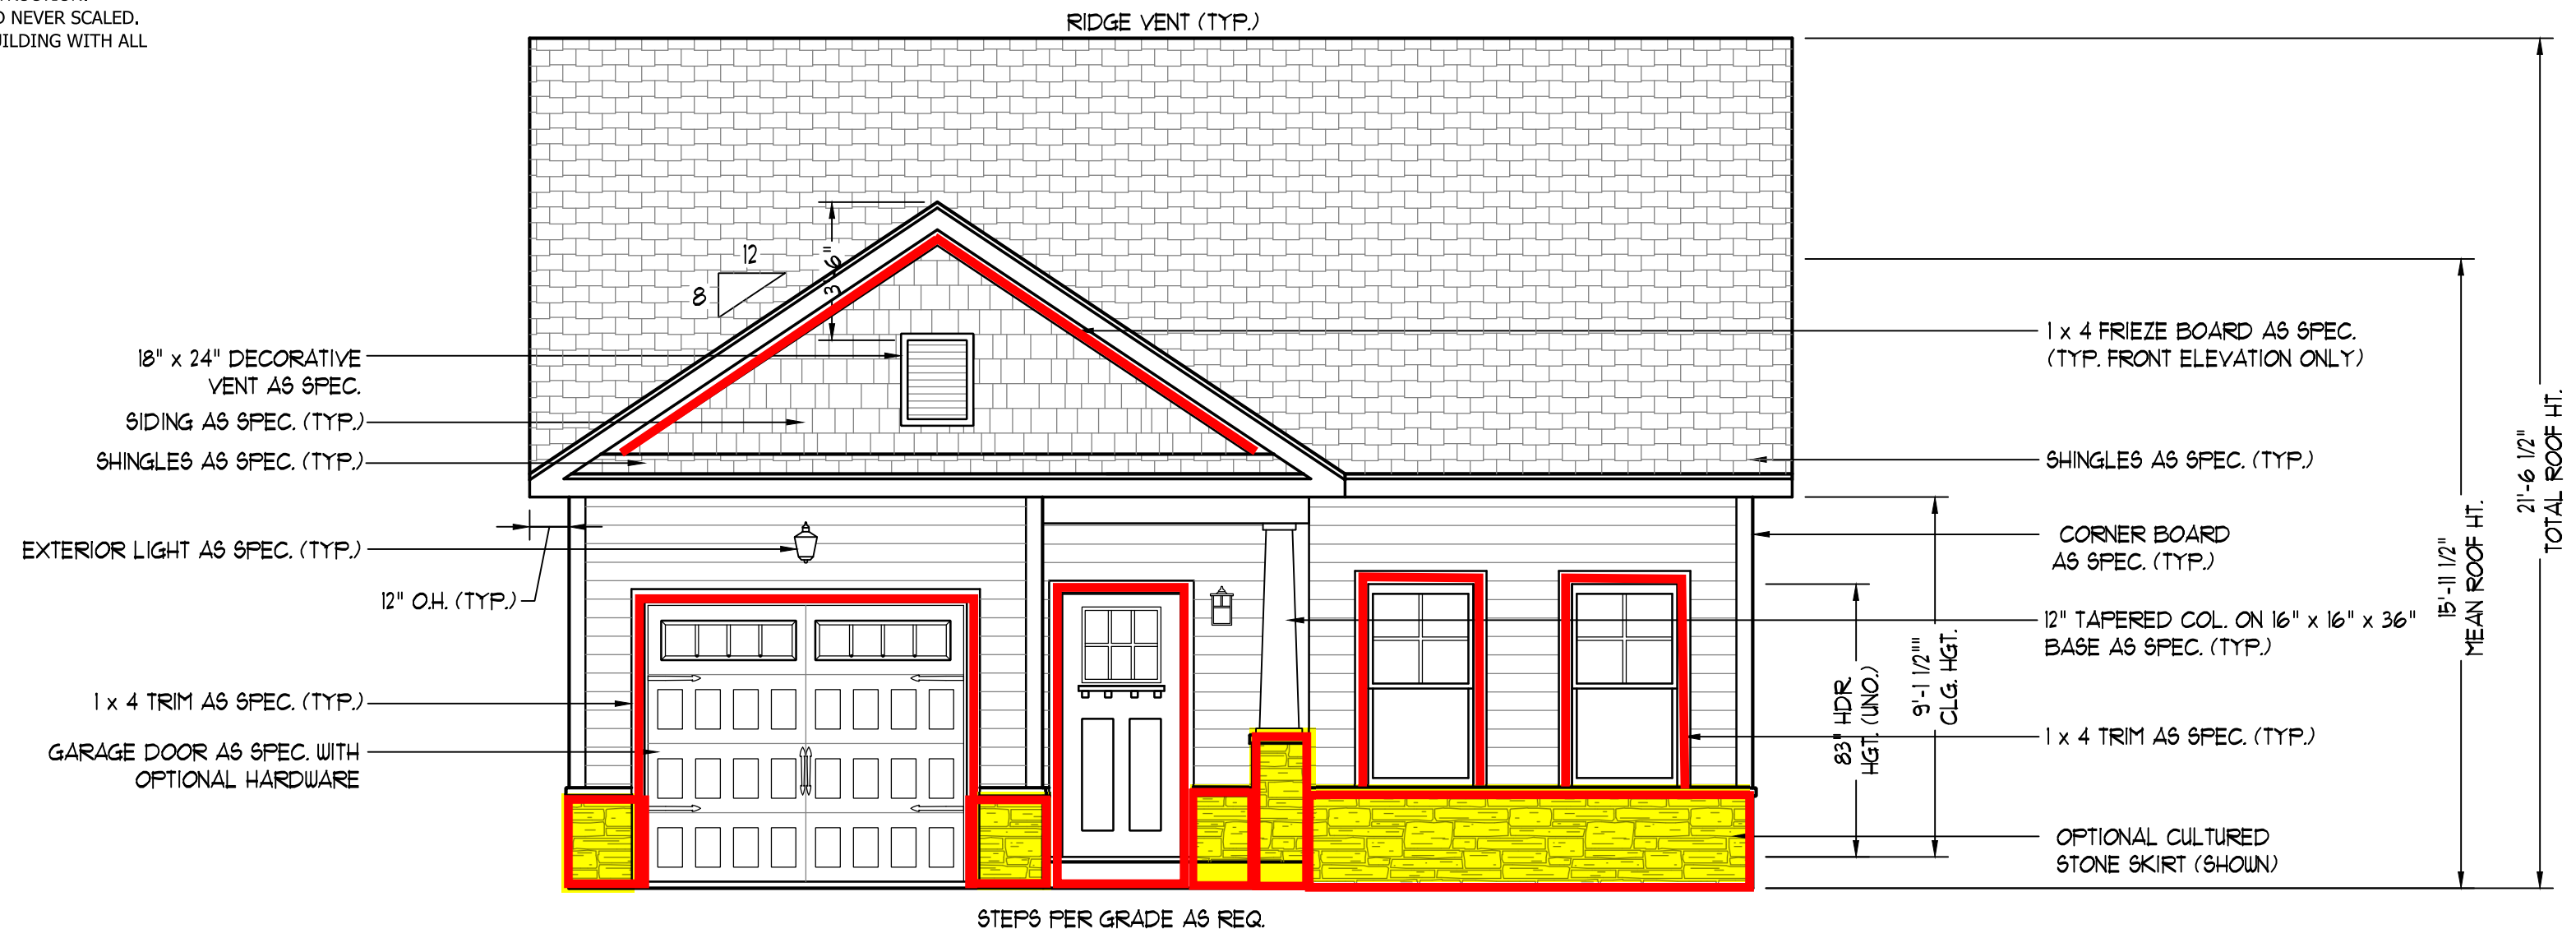 D NEVER SCALED.
UILDING WITH ALL
RIDGE VENT (TYP.)
12
8
3'-6"
18" x 24" DECORATIVE
VENT AS SPEC.
SIDING AS SPEC. (TYP.)
SHINGLES AS SPEC. (TYP.)
EXTERIOR LIGHT AS SPEC. (TYP.)
12" O.H. (TYP.)
1 x 4 TRIM AS SPEC. (TYP.)
GARAGE DOOR AS SPEC. WITH
OPTIONAL HARDWARE
STEPS PER GRADE AS REQ.
1 x 4 FRIEZE BOARD AS SPEC.
(TYP. FRONT ELEVATION ONLY)
SHINGLES AS SPEC. (TYP.)
CORNER BOARD
AS SPEC. (TYP.)
12" TAPERED COL. ON 16" x 16" x 36"
BASE AS SPEC. (TYP.)
1 x 4 TRIM AS SPEC. (TYP.)
OPTIONAL CULTURED
STONE SKIRT (SHOWN)
83" HDR
HGT. (UNO.)
9'-1 1/2""
CLG. HGT.
15'-11 1/2"
MEAN ROOF HT.
21'-6 1/2"
TOTAL ROOF HT.